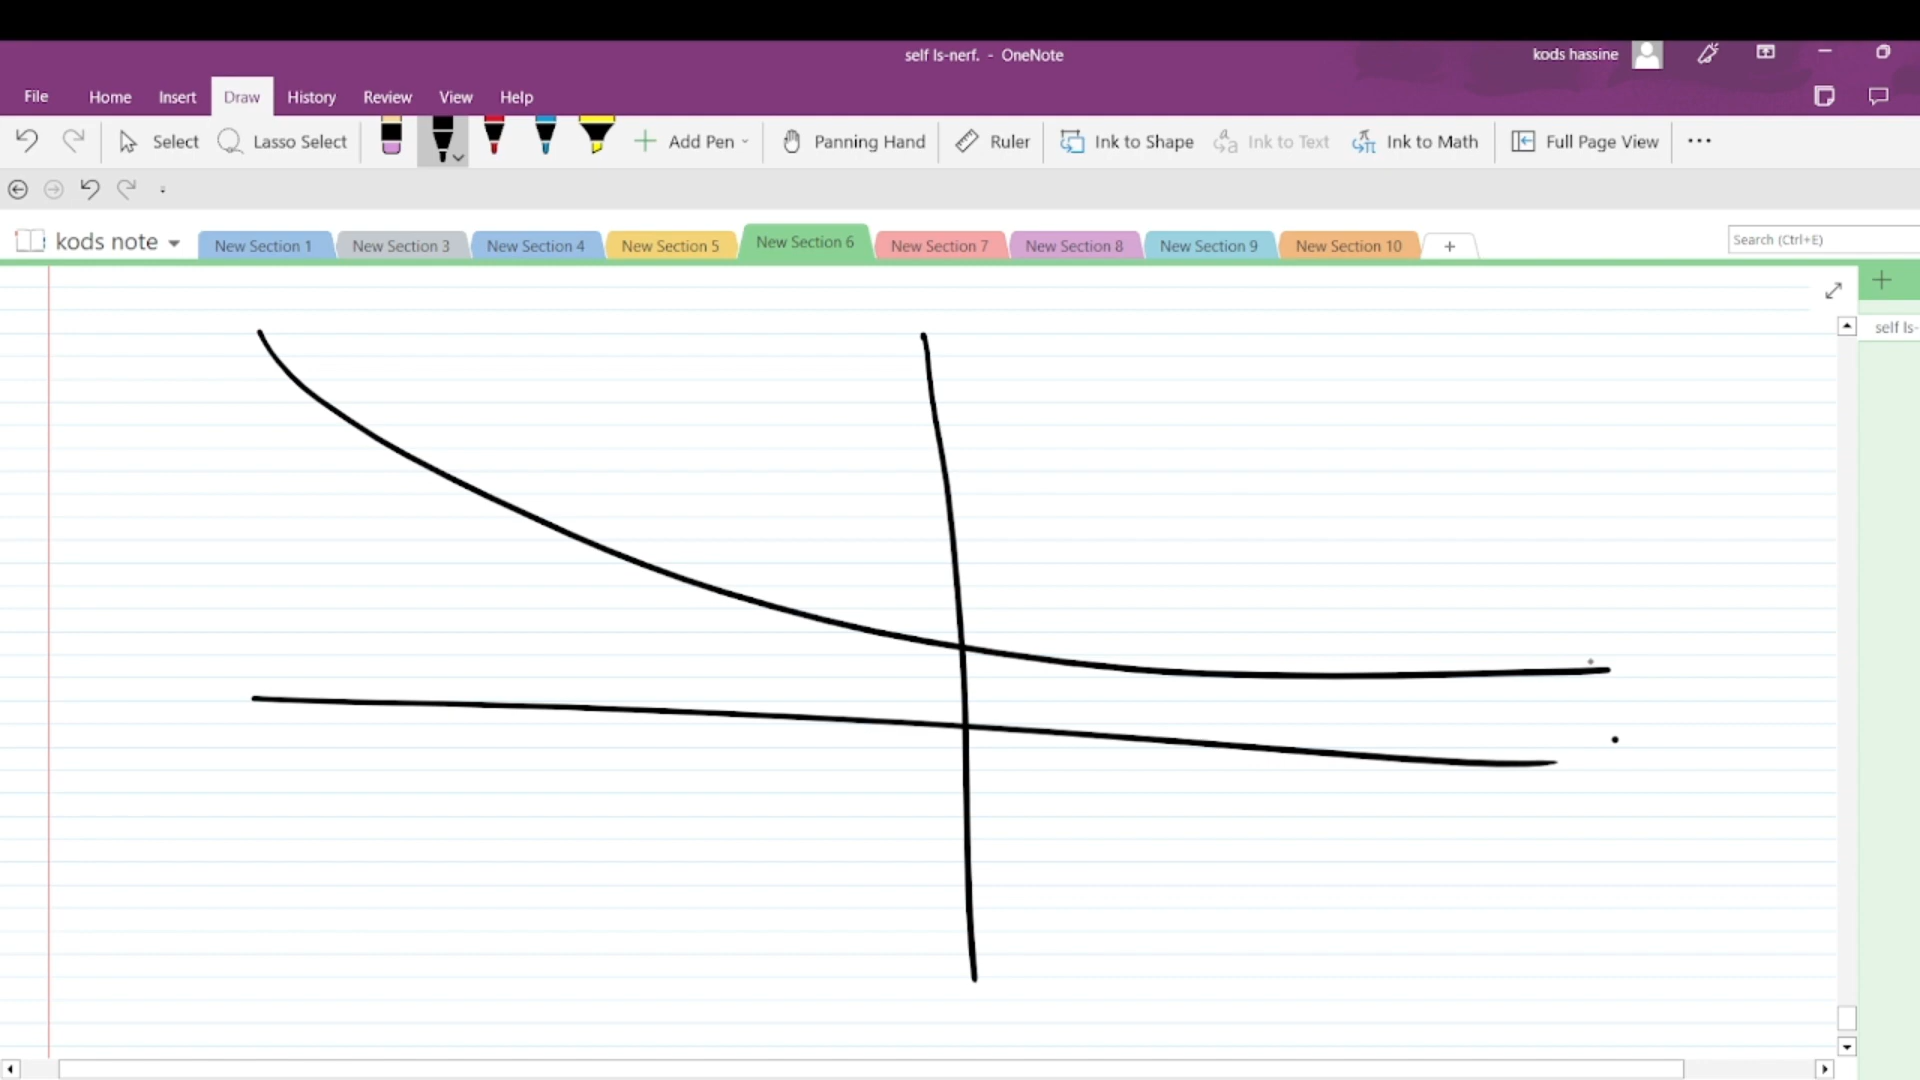 self ls-nerf. - OneNote
kods hassine
File Home Insert Draw History Review View Help
Select Lasso Select Add Pen Panning Hand Ruler Ink to Shape Ink to Text Ink to Math Full Page View
kods note New Section 1 New Section 3 New Section 4 New Section 5 New Section 6 New Section 7 New Section 8 New Section 9 New Section 10 +
Search (Ctrl+E)
self ls-